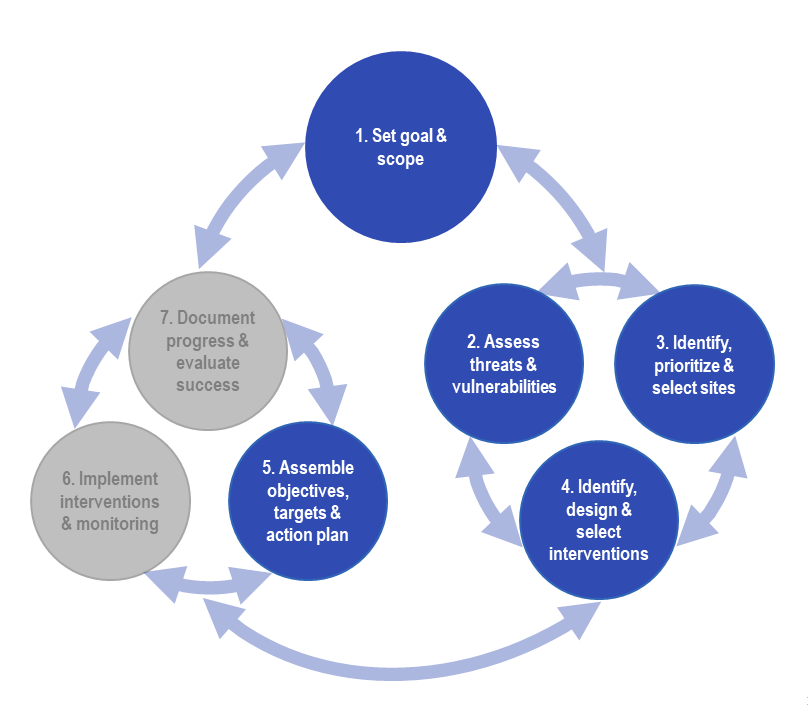 1. Set goal &
scope
2. Assess
threats &
vulnerabilities
3. Identify,
prioritize &
select sites
4. Identify,
design &
select
interventions
5. Assemble
objectives,
targets &
action plan
6. Implement
interventions
& monitoring
7. Document
progress &
evaluate
success